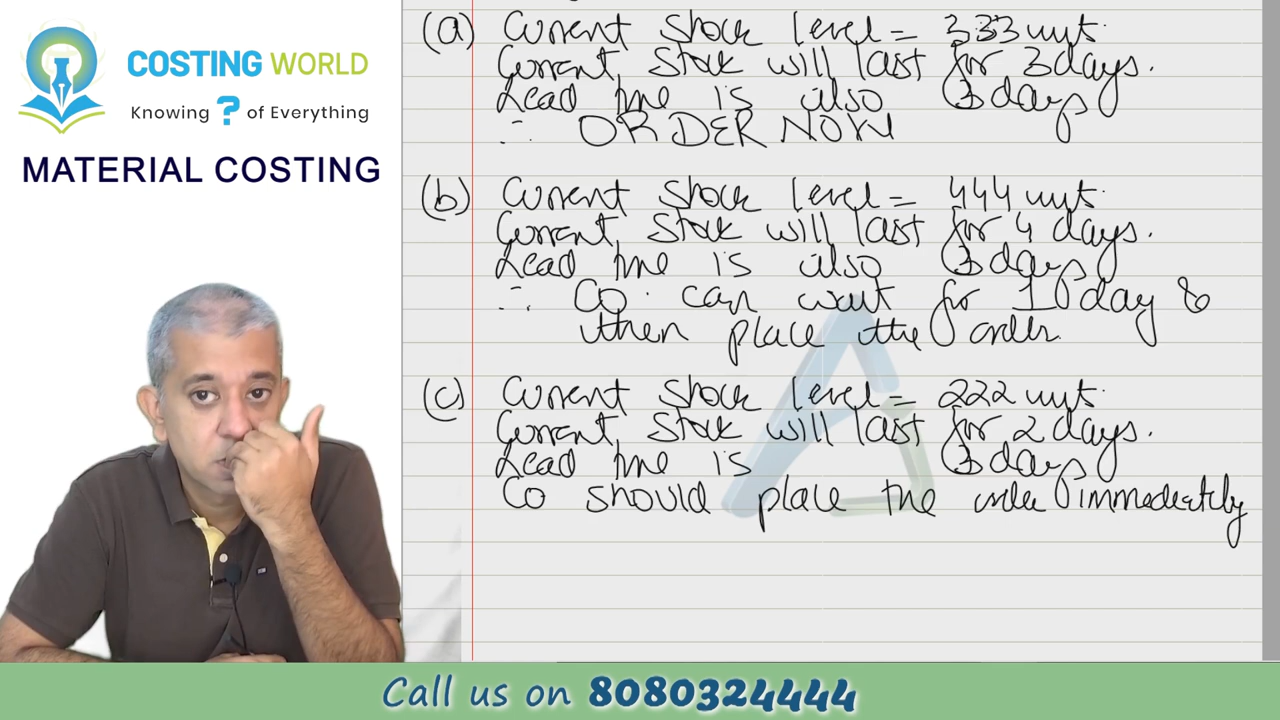 COSTING WORLD
Knowing ? of Everything
MATERIAL COSTING
(a) Current Stock level = 333 unit.
Current Stock will last for 3 days.
Lead time is also 3 days
∴ ORDER NOW
(b) Current Stock level = 444 unit.
Current Stock will last for 4 days.
Lead time is also 3 days
∴ Co. can wait for 1 day &
then place the order.
(c) Current Stock level = 222 unit.
Current Stock will last for 2 days.
Lead time is 3 days
Co should place the order immediately
Call us on 8080324444